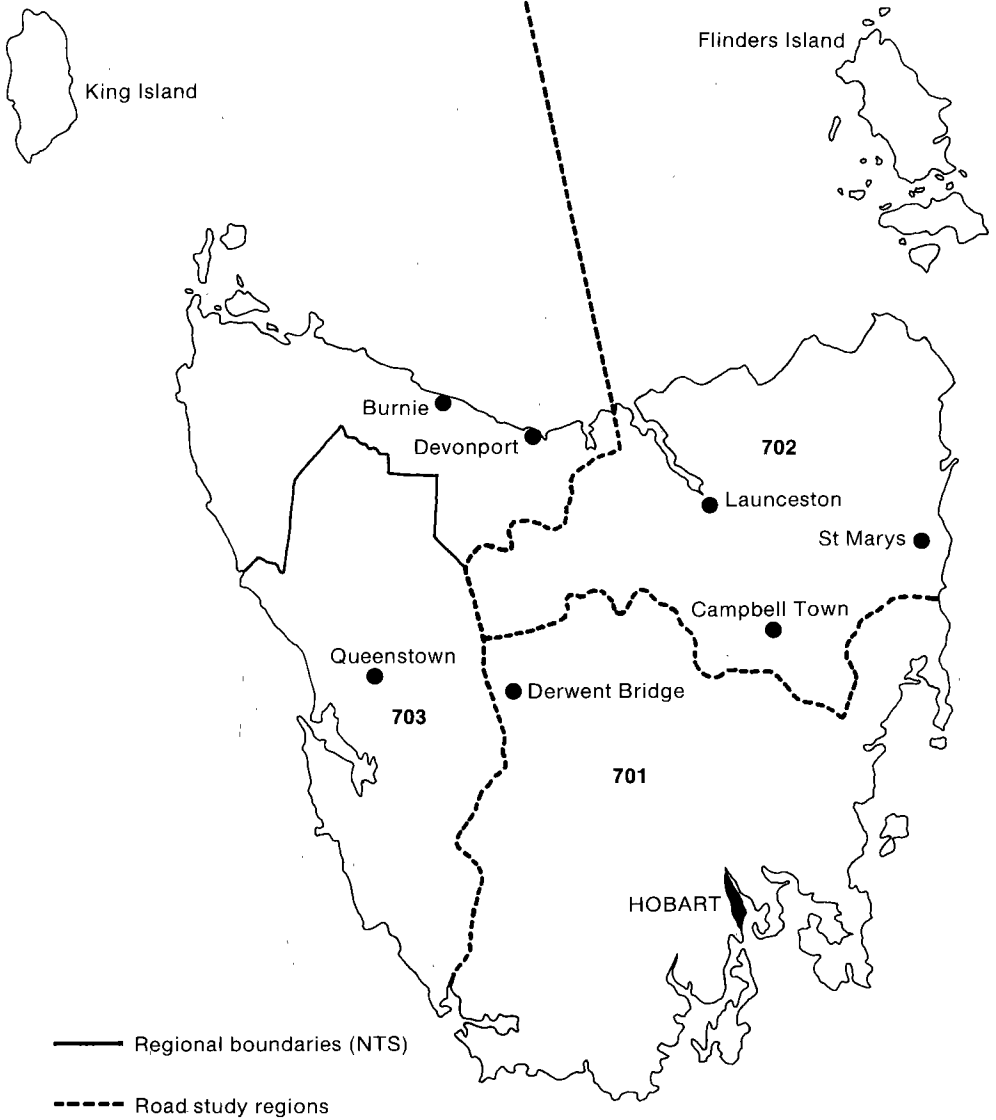 Flinders Island
King Island
Burnie
Devonport
702
Launceston
St Marys
Campbell Town
Queenstown
Derwent Bridge
703
701
HOBART
Regional boundaries (NTS)
Road study regions